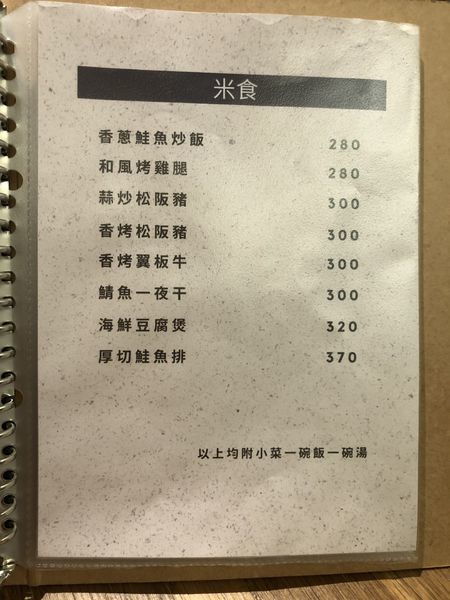 米食
香蔥鮭魚炒飯 280
和風烤雞腿 280
蒜炒松阪豬 300
香烤松阪豬 300
香烤翼板牛 300
鯖魚一夜干 300
海鮮豆腐煲 320
厚切鮭魚排 370
以上均附小菜一碗飯一碗湯